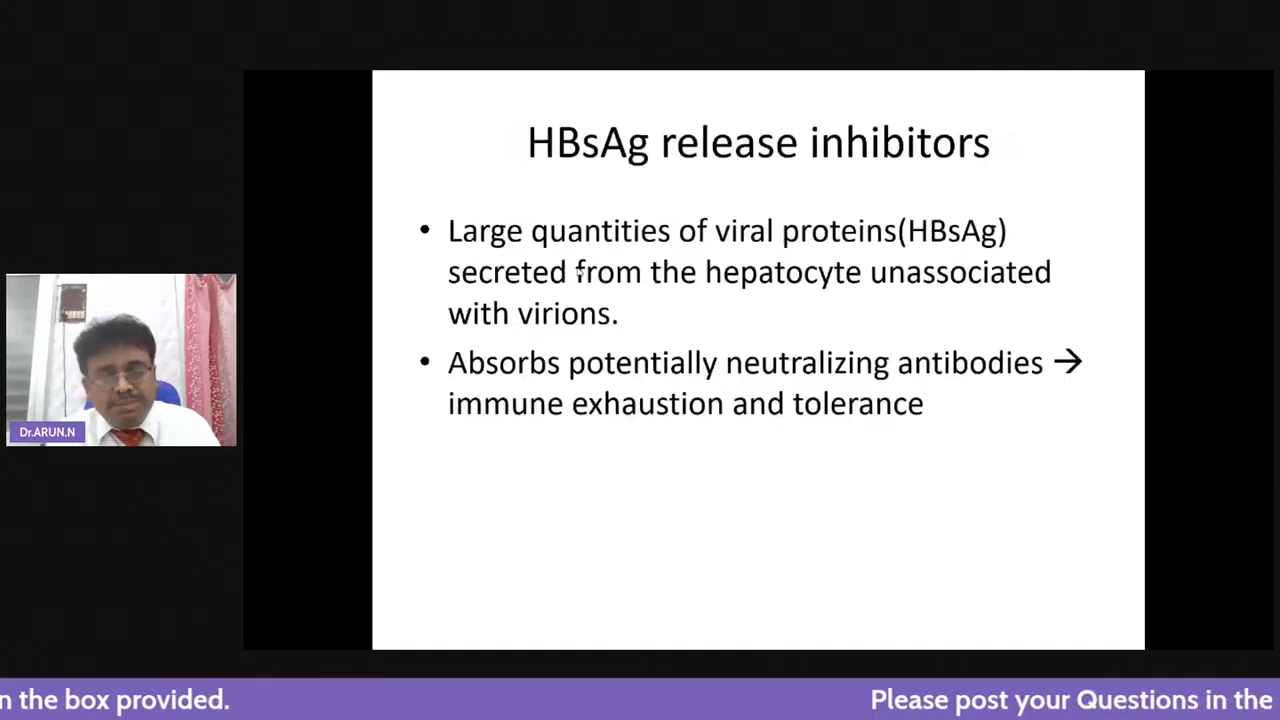 HBsAg release inhibitors
• Large quantities of viral proteins(HBsAg)
secreted from the hepatocyte unassociated
with virions.
• Absorbs potentially neutralizing antibodies →
immune exhaustion and tolerance
Dr.ARUN.N
n the box provided.
Please post your Questions in the